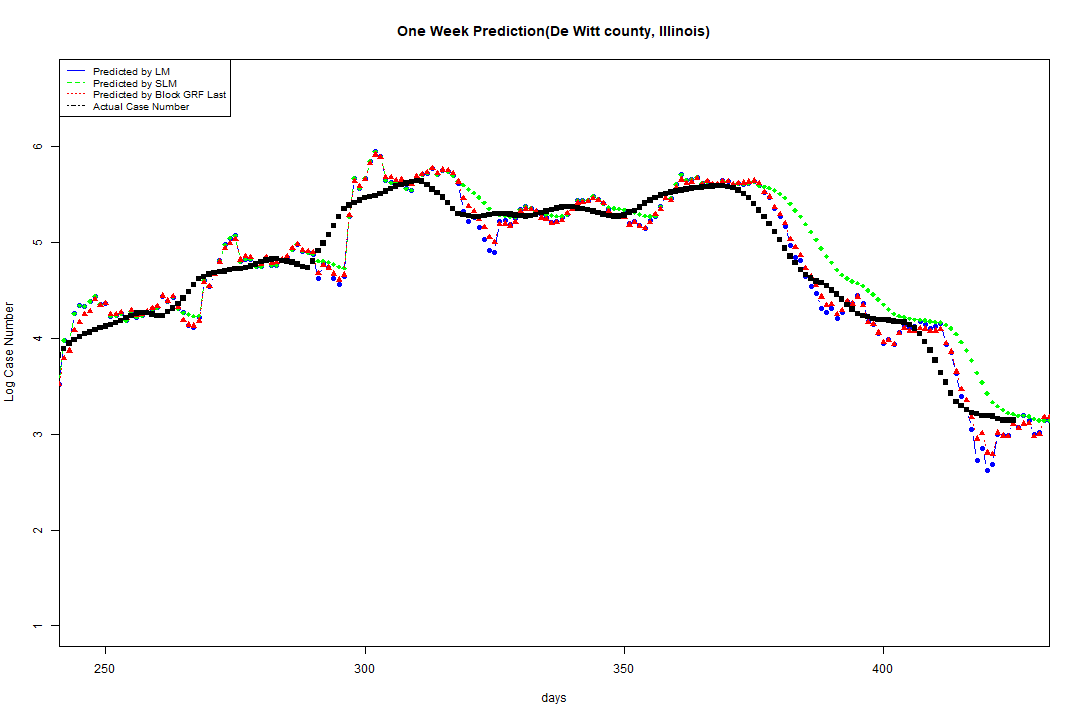 One Week Prediction(De Witt county, Illinois)
Predicted by LM
Predicted by SLM
Predicted by Block GRF Last
Actual Case Number
6
5
4
3
2
1
Log Case Number
250 300 350 400
days